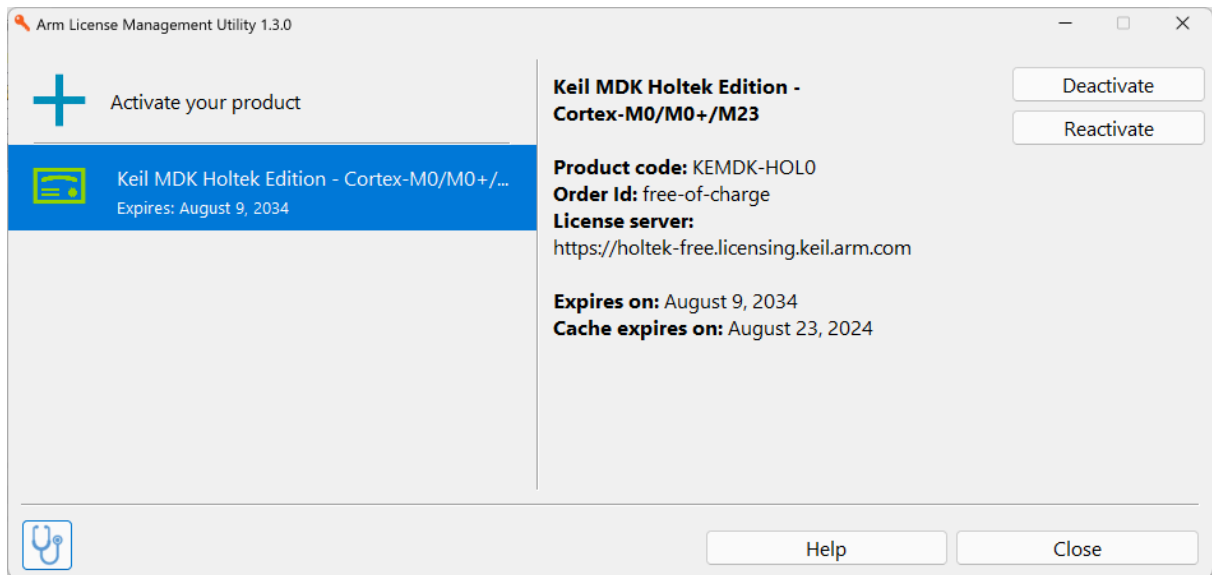 Arm License Management Utility 1.3.0
Activate your product
Keil MDK Holtek Edition - Cortex-M0/M0+/...
Expires: August 9, 2034
Keil MDK Holtek Edition -
Cortex-M0/M0+/M23
Product code: KEMDK-HOL0
Order Id: free-of-charge
License server:
https://holtek-free.licensing.keil.arm.com
Expires on: August 9, 2034
Cache expires on: August 23, 2024
Deactivate
Reactivate
Help
Close